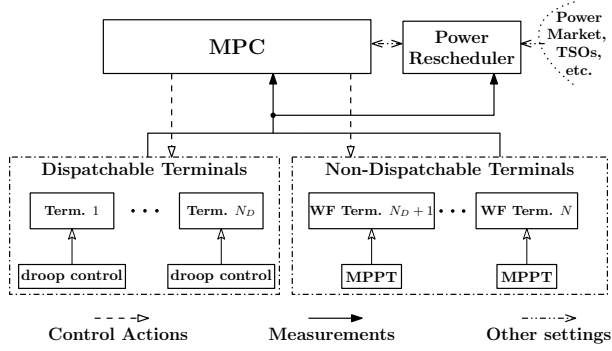 MPC
Power
Rescheduler
Power
Market,
TSOs,
etc.
Dispatchable Terminals
Non-Dispatchable Terminals
Term. 1
Term. N_D
WF Term. N_D+1
WF Term. N
droop control
droop control
MPPT
MPPT
Control Actions
Measurements
Other settings